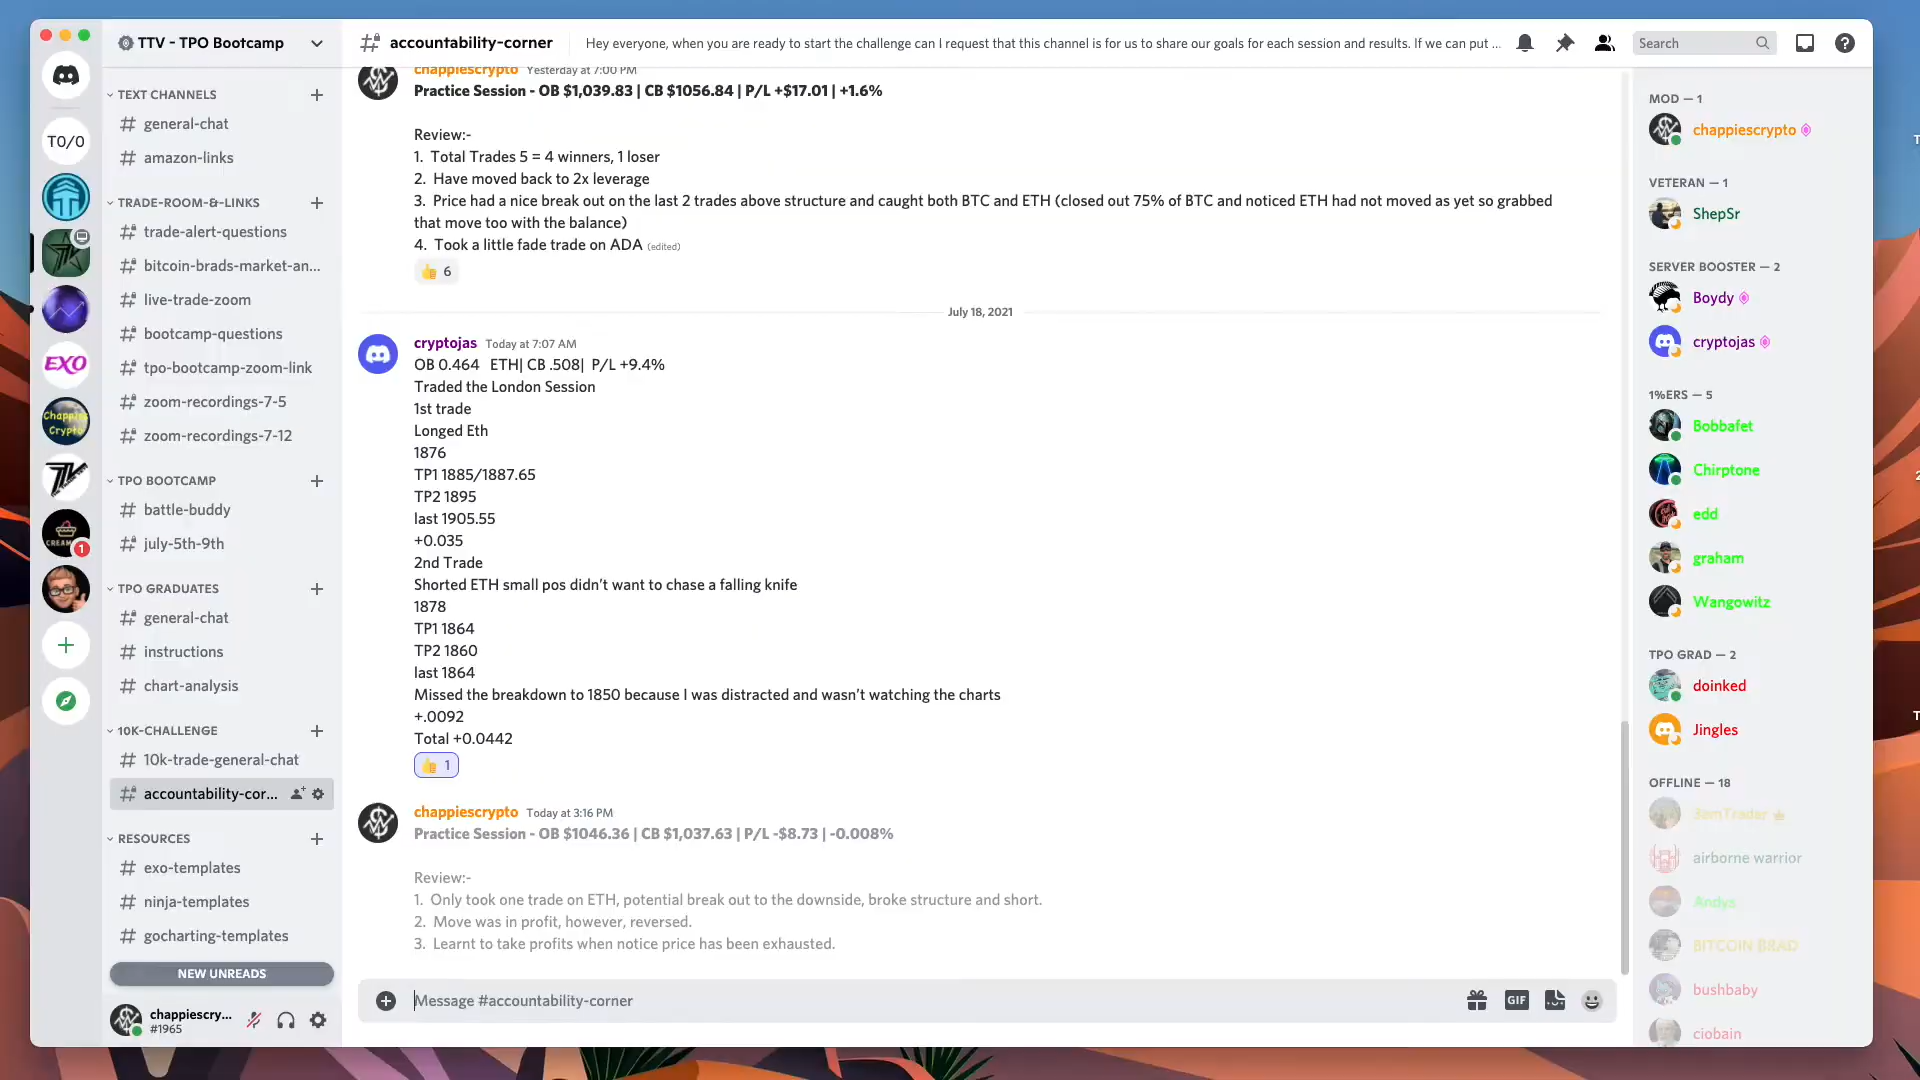 TTV - TPO Bootcamp
accountability-corner
Hey everyone, when you are ready to start the challenge can I request that this channel is for us to share our goals for each session and results. If we can put ...
Search
T0/0
EXO
Chappies
Crypto
CREAM
1
TEXT CHANNELS
general-chat
amazon-links
TRADE-ROOM-&-LINKS
trade-alert-questions
bitcoin-brads-market-an...
live-trade-zoom
bootcamp-questions
tpo-bootcamp-zoom-link
zoom-recordings-7-5
zoom-recordings-7-12
TPO BOOTCAMP
battle-buddy
july-5th-9th
TPO GRADUATES
general-chat
instructions
chart-analysis
10K-CHALLENGE
10k-trade-general-chat
accountability-cor...
RESOURCES
exo-templates
ninja-templates
gocharting-templates
NEW UNREADS
chappiescry...
#1965
chappiescrypto Yesterday at 7:00 PM
Practice Session - OB $1,039.83 | CB $1056.84 | P/L +$17.01 | +1.6%
Review:-
1. Total Trades 5 = 4 winners, 1 loser
2. Have moved back to 2x leverage
3. Price had a nice break out on the last 2 trades above structure and caught both BTC and ETH (closed out 75% of BTC and noticed ETH had not moved as yet so grabbed
that move too with the balance)
4. Took a little fade trade on ADA (edited)
👍 6
July 18, 2021
cryptojas Today at 7:07 AM
OB 0.464 ETH| CB .508| P/L +9.4%
Traded the London Session
1st trade
Longed Eth
1876
TP1 1885/1887.65
TP2 1895
last 1905.55
+0.035
2nd Trade
Shorted ETH small pos didn't want to chase a falling knife
1878
TP1 1864
TP2 1860
last 1864
Missed the breakdown to 1850 because I was distracted and wasn't watching the charts
+.0092
Total +0.0442
👍 1
chappiescrypto Today at 3:16 PM
Practice Session - OB $1046.36 | CB $1,037.63 | P/L -$8.73 | -0.008%
Review:-
1. Only took one trade on ETH, potential break out to the downside, broke structure and short.
2. Move was in profit, however, reversed.
3. Learnt to take profits when notice price has been exhausted.
Message #accountability-corner
GIF
MOD — 1
chappiescrypto
VETERAN — 1
ShepSr
SERVER BOOSTER — 2
Boydy
cryptojas
1%ERS — 5
Bobbafet
Chirptone
edd
graham
Wangowitz
TPO GRAD — 2
doinked
Jingles
OFFLINE — 18
3amTrader
airborne warrior
Andys
BITCOIN BRAD
bushbaby
ciobain